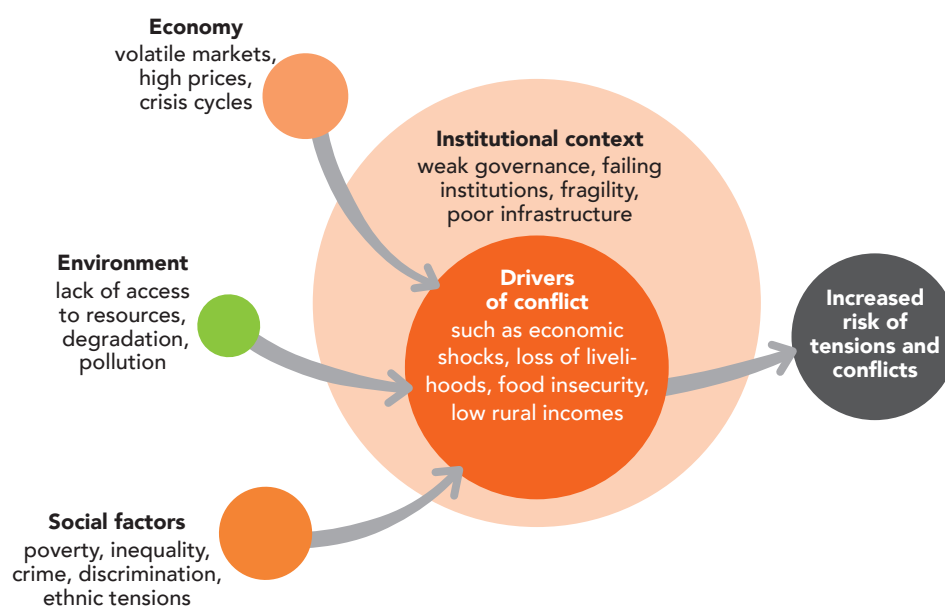 Economy
volatile markets,
high prices,
crisis cycles
Institutional context
weak governance, failing
institutions, fragility,
poor infrastructure
Environment
lack of access
to resources,
degradation,
pollution
Drivers
of conflict
such as economic
shocks, loss of liveli-
hoods, food insecurity,
low rural incomes
Increased
risk of
tensions and
conflicts
Social factors
poverty, inequality,
crime, discrimination,
ethnic tensions